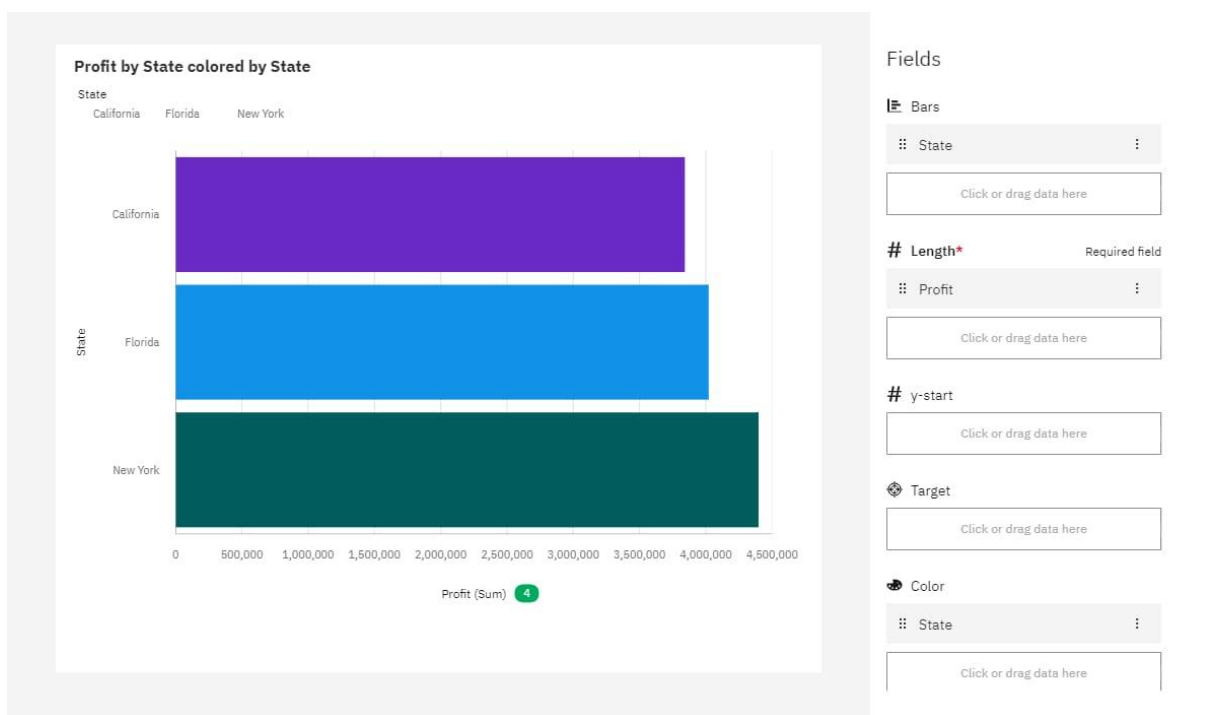 Profit by State colored by State
State
California Florida New York
California
Florida
New York
State
0 500,000 1,000,000 1,500,000 2,000,000 2,500,000 3,000,000 3,500,000 4,000,000 4,500,000
Profit (Sum) 4
Fields
Bars
State
Click or drag data here
# Length* Required field
Profit
Click or drag data here
# y-start
Click or drag data here
Target
Click or drag data here
Color
State
Click or drag data here